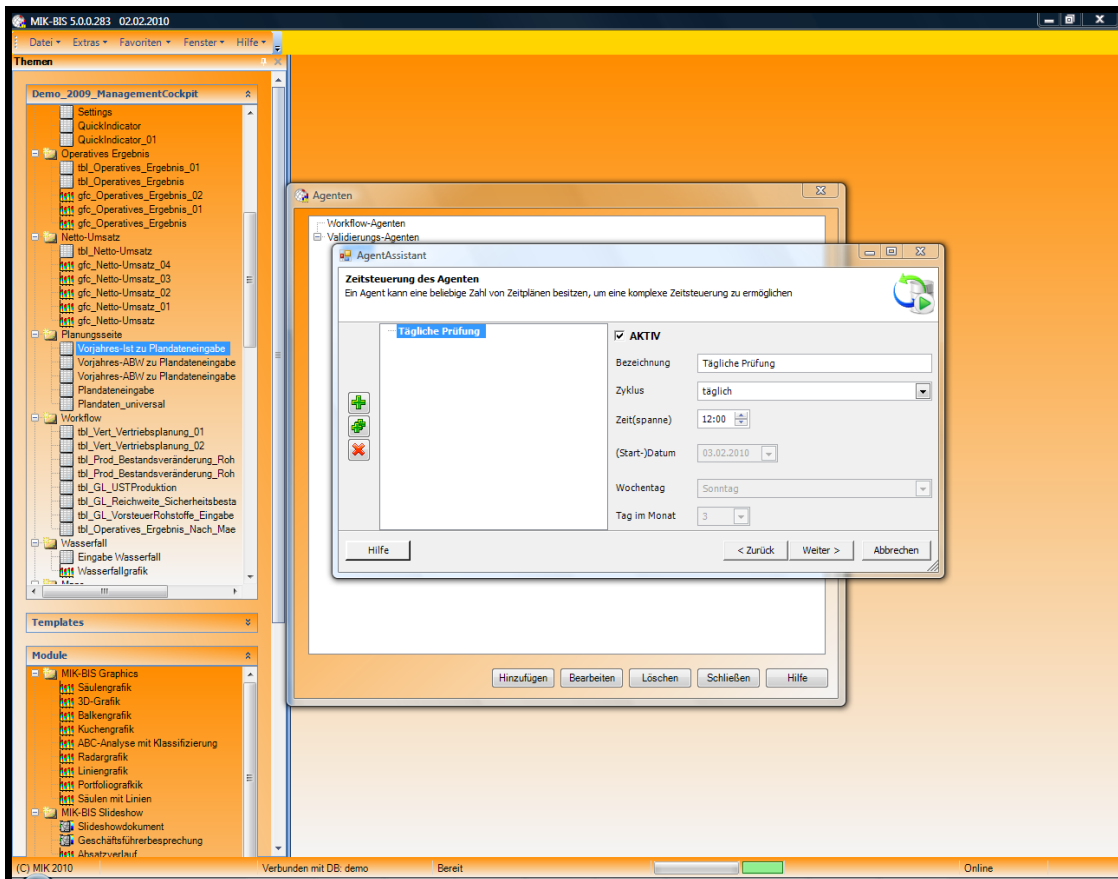 MIK-BIS 5.0.0.283 02.02.2010
Datei Extras Favoriten Fenster Hilfe
Themen
Demo_2009_ManagementCockpit
Settings
QuickIndicator
QuickIndicator_01
Operatives Ergebnis
tbl_Operatives_Ergebnis_01
tbl_Operatives_Ergebnis
gfc_Operatives_Ergebnis_02
gfc_Operatives_Ergebnis_01
gfc_Operatives_Ergebnis
Netto-Umsatz
tbl_Netto-Umsatz
gfc_Netto-Umsatz_04
gfc_Netto-Umsatz_03
gfc_Netto-Umsatz_02
gfc_Netto-Umsatz_01
gfc_Netto-Umsatz
Planungsseite
Vorjahres-Ist zu Plandateneingabe
Vorjahres-ABW zu Plandateneingabe
Vorjahres-ABW zu Plandateneingabe
Plandateneingabe
Plandaten_universal
Workflow
tbl_Vert_Vertriebsplanung_01
tbl_Vert_Vertriebsplanung_02
tbl_Prod_Bestandsveränderung_Roh
tbl_Prod_Bestandsveränderung_Roh
tbl_GL_USTProduktion
tbl_GL_Reichweite_Sicherheitsbesta
tbl_GL_VorsteuerRohstoffe_Eingabe
tbl_Operatives_Ergebnis_Nach_Mae
Wasserfall
Eingabe Wasserfall
Wasserfallgrafik
Templates
Module
MIK-BIS Graphics
Säulengrafik
3D-Grafik
Balkengrafik
Kuchengrafik
ABC-Analyse mit Klassifizierung
Radargrafik
Liniengrafik
Portfoliografkik
Säulen mit Linien
MIK-BIS Slideshow
Slideshowdokument
Geschäftsführerbesprechung
Absatzverlauf
Agenten
Workflow-Agenten
Validierungs-Agenten
AgentAssistant
Zeitsteuerung des Agenten
Ein Agent kann eine beliebige Zahl von Zeitplänen besitzen, um eine komplexe Zeitsteuerung zu ermöglichen
Tägliche Prüfung
AKTIV
Bezeichnung Tägliche Prüfung
Zyklus täglich
Zeit(spanne) 12:00
(Start-)Datum 03.02.2010
Wochentag Sonntag
Tag im Monat 3
Hilfe < Zurück Weiter > Abbrechen
Hinzufügen Bearbeiten Löschen Schließen Hilfe
(C) MIK 2010 Verbunden mit DB: demo Bereit Online